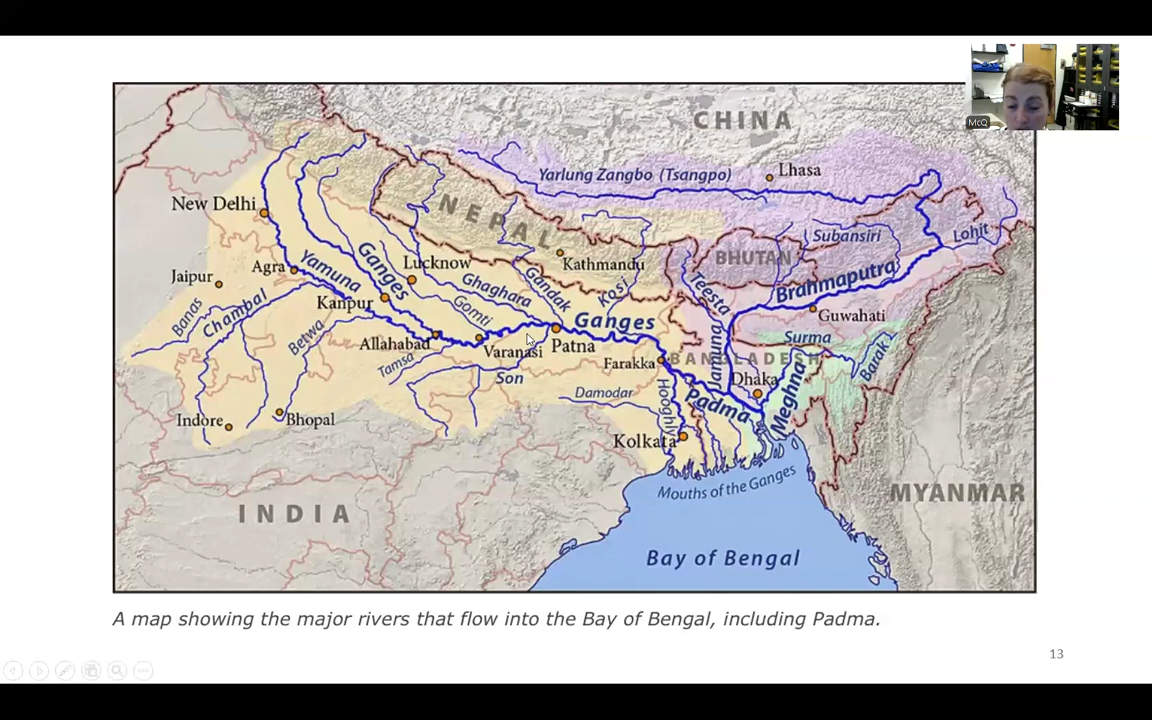 McQ
CHINA
Yarlung Zangbo (Tsangpo)
Lhasa
New Delhi
NEPAL
Subansiri
Lohit
BHUTAN
Agra
Yamuna
Ganges
Lucknow
Kathmandu
Jaipur
Ghaghara
Gandak
Kosi
Teesta
Brahmaputra
Banas
Chambal
Kanpur
Gomti
Ganges
Guwahati
Betwa
Allahabad
Varanasi
Patna
Jamuna
Surma
Barak
Tamsa
Son
Farakka
BANGLADESH
Dhaka
Meghna
Damodar
Hooghly
Padma
Indore
Bhopal
Kolkata
Mouths of the Ganges
INDIA
MYANMAR
Bay of Bengal
A map showing the major rivers that flow into the Bay of Bengal, including Padma.
13